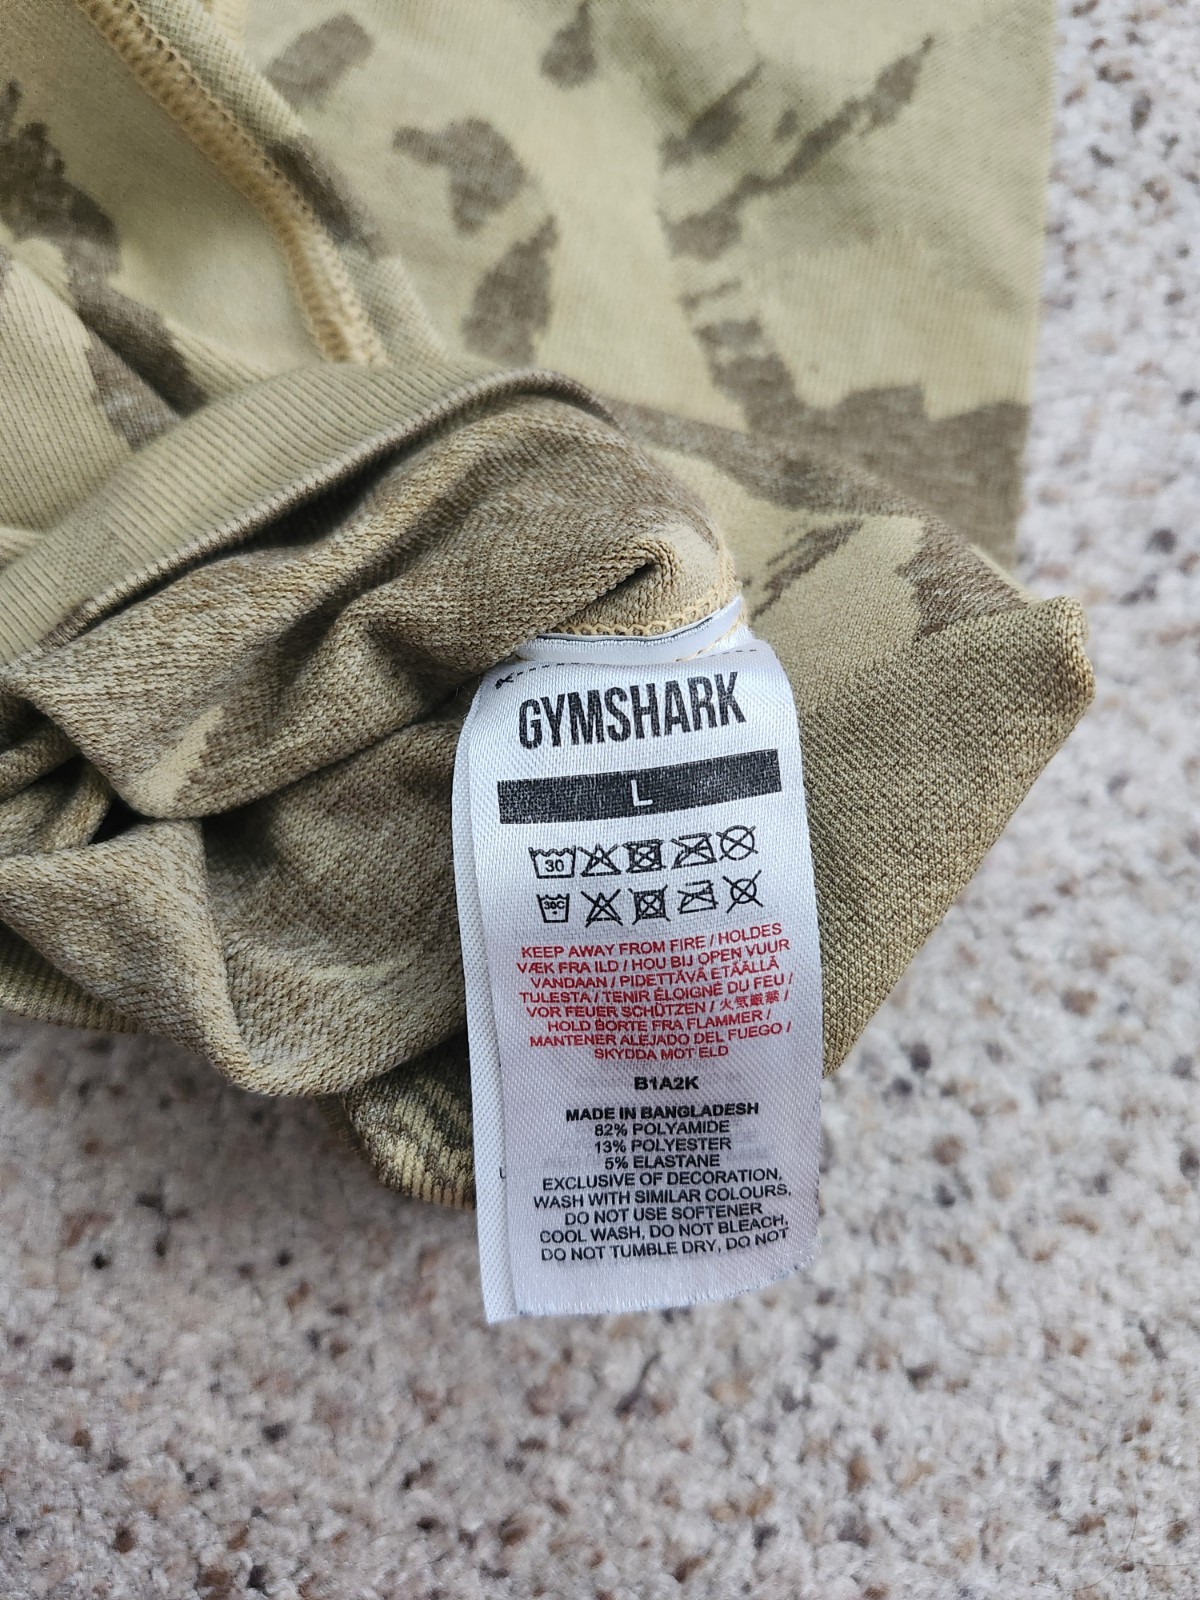 GYMSHARK
L
30
30C
KEEP AWAY FROM FIRE / HOLDES
VÆK FRA ILD / HOU BIJ OPEN VUUR
VANDAAN / PIDETTÄVÄ ETÄÄLLÄ
TULESTA / TENIR ÉLOIGNÉ DU FEU /
VOR FEUER SCHÜTZEN / 火気厳禁 /
HOLD BORTE FRA FLAMMER /
MANTENER ALEJADO DEL FUEGO /
SKYDDA MOT ELD
B1A2K
MADE IN BANGLADESH
82% POLYAMIDE
13% POLYESTER
5% ELASTANE
EXCLUSIVE OF DECORATION,
WASH WITH SIMILAR COLOURS,
DO NOT USE SOFTENER
COOL WASH, DO NOT BLEACH,
DO NOT TUMBLE DRY, DO NOT